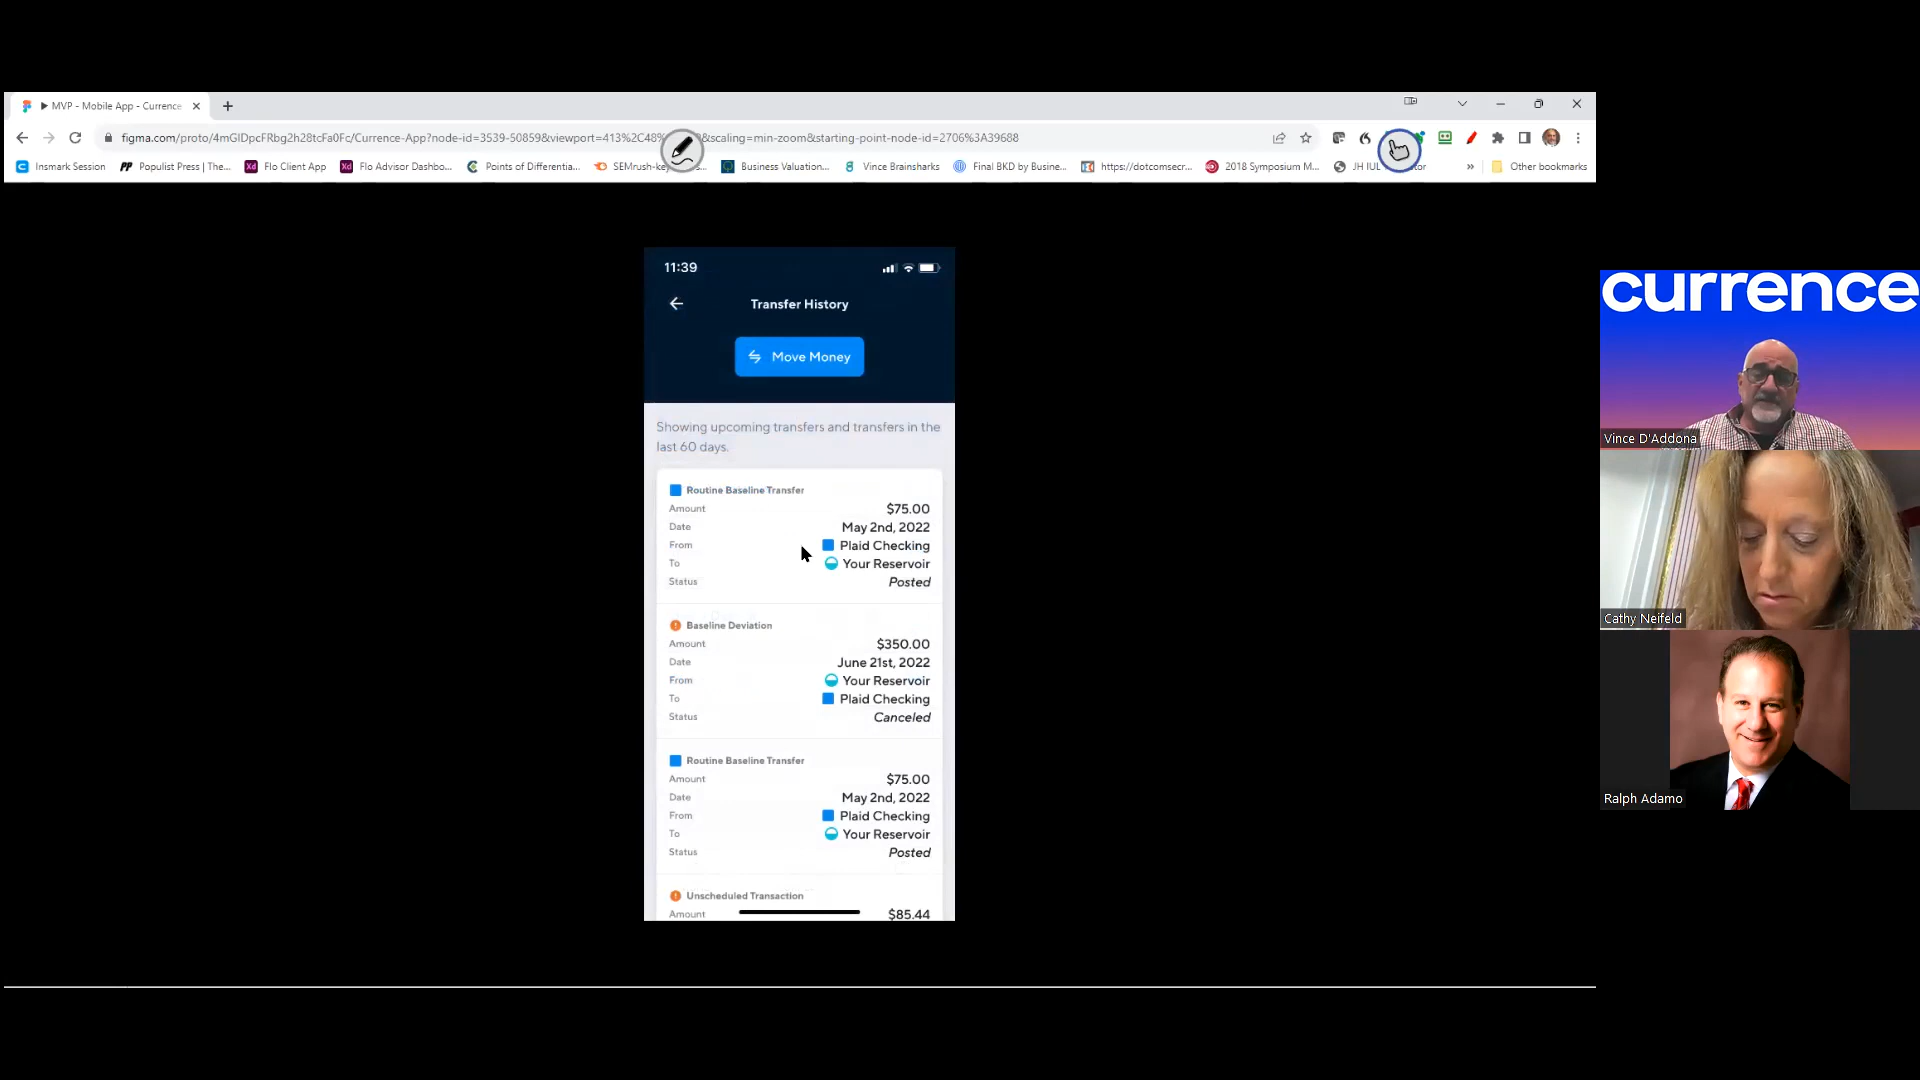 MVP - Mobile App - Currence
figma.com/proto/4mGIDpcFRbg2h28tcFa0Fc/Currence-App?node-id=3539-50859&viewport=413%2C48% &scaling=min-zoom&starting-point-node-id=2706%3A39688
Insmark Session
Populist Press | The...
Flo Client App
Flo Advisor Dashbo...
Points of Differentia...
SEMrush-key
Business Valuation...
Vince Brainsharks
Final BKD by Busine...
https://dotcomsecr...
2018 Symposium M...
JH IUL
»
Other bookmarks
11:39
Transfer History
Move Money
Showing upcoming transfers and transfers in the
last 60 days.
Routine Baseline Transfer
Amount $75.00
Date May 2nd, 2022
From Plaid Checking
To Your Reservoir
Status Posted
Baseline Deviation
Amount $350.00
Date June 21st, 2022
From Your Reservoir
To Plaid Checking
Status Canceled
Routine Baseline Transfer
Amount $75.00
Date May 2nd, 2022
From Plaid Checking
To Your Reservoir
Status Posted
Unscheduled Transaction
Amount $85.44
currence
Vince D'Addona
Cathy Neifeld
Ralph Adamo